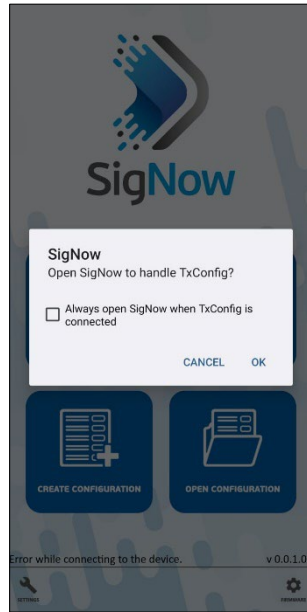 SigNow
SigNow
Open SigNow to handle TxConfig?
Always open SigNow when TxConfig is
connected
CANCEL OK
CREATE CONFIGURATION OPEN CONFIGURATION
Error while connecting to the device. v 0.0.1.0
SETTINGS